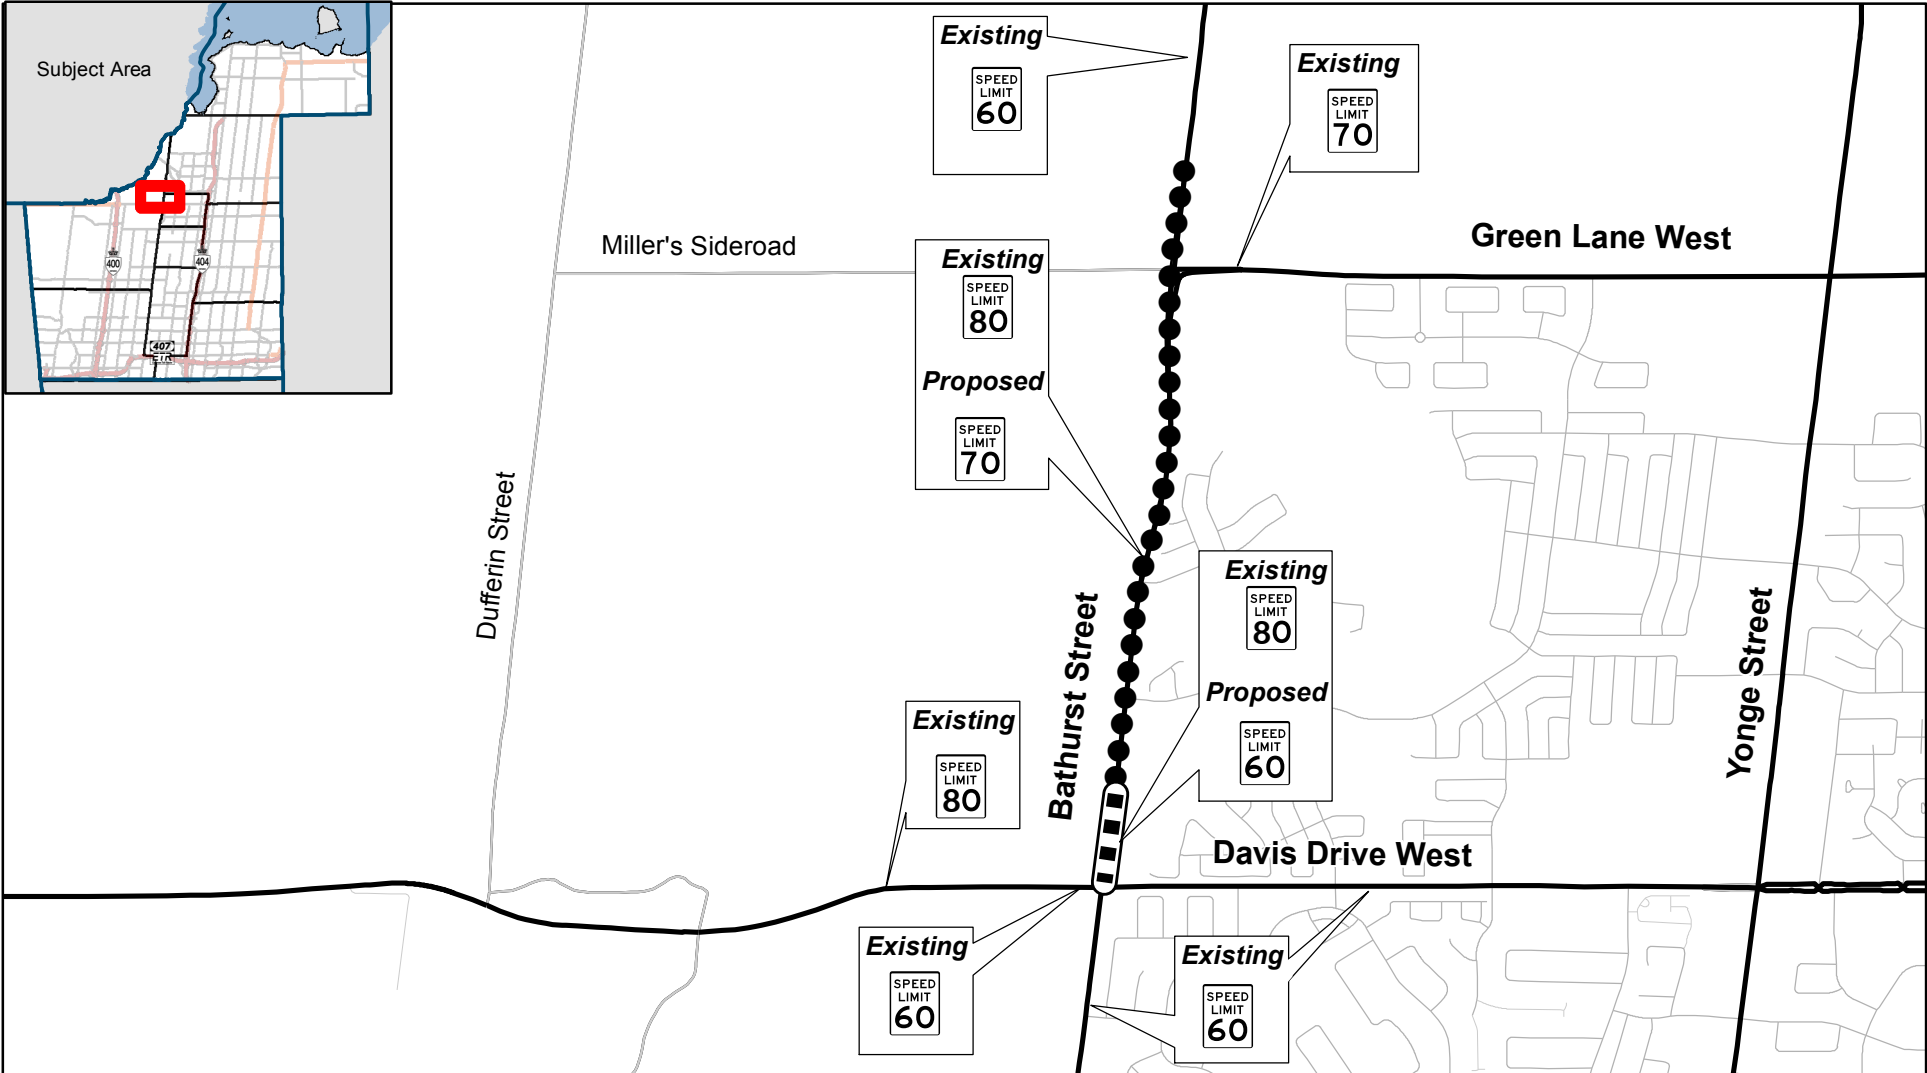 Subject Area
400
404
407
ETR
Existing
SPEED
LIMIT
60
Existing
SPEED
LIMIT
70
Miller's Sideroad
Green Lane West
Existing
SPEED
LIMIT
80
Proposed
SPEED
LIMIT
70
Dufferin Street
Bathurst Street
Existing
SPEED
LIMIT
80
Proposed
SPEED
LIMIT
60
Yonge Street
Existing
SPEED
LIMIT
80
Davis Drive West
Existing
SPEED
LIMIT
60
Existing
SPEED
LIMIT
60